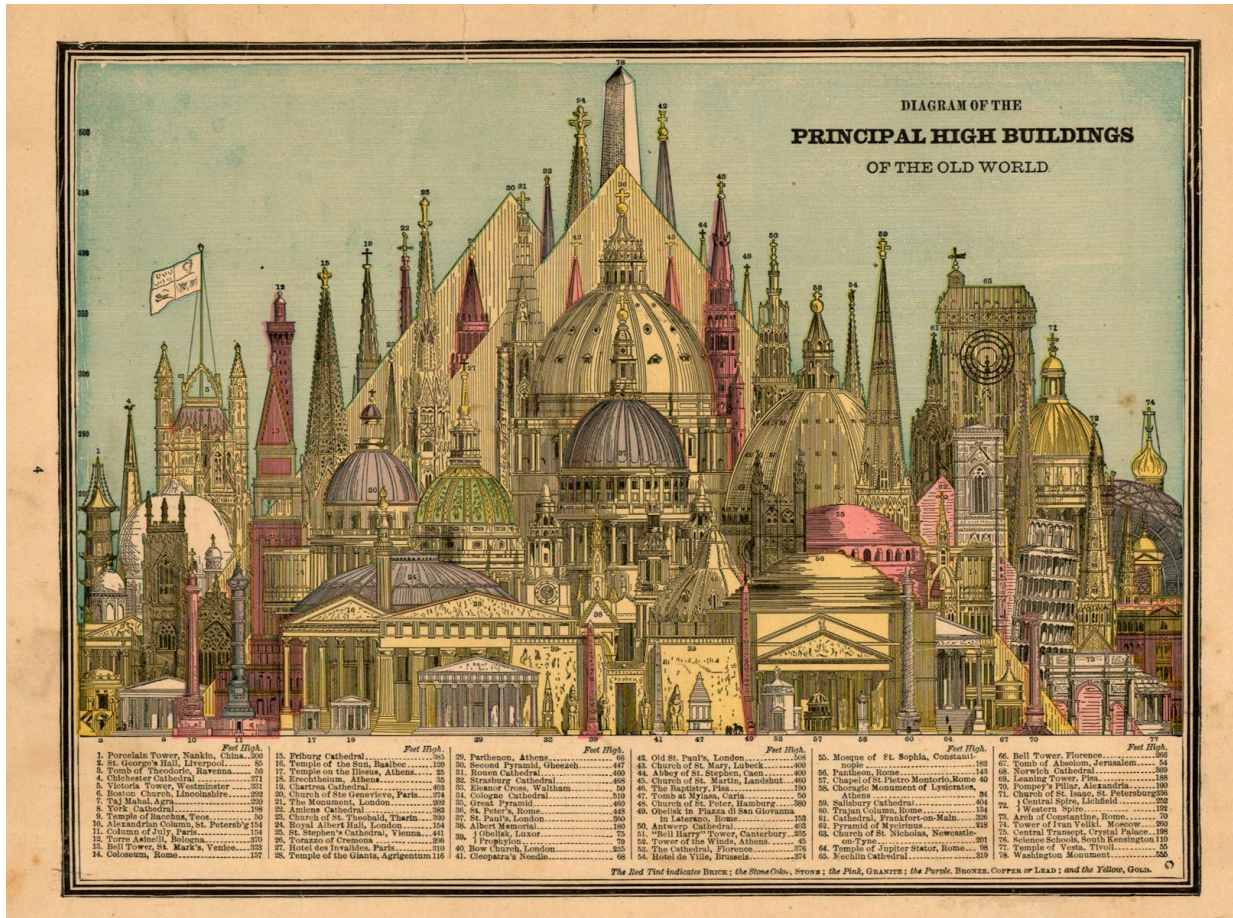 DIAGRAM OF THE
PRINCIPAL HIGH BUILDINGS
OF THE OLD WORLD
4
Feet High.
1. Porcelain Tower, Nankin, China..200
2. St. George's Hall, Liverpool 85
3. Tomb of Theodoric, Ravenna 50
4. Chichester Cathedral 271
5. Victoria Tower, Westminster 331
6. Boston Church, Lincolnshire 292
7. Taj Mahal, Agra 220
8. York Cathedral 198
9. Temple of Bacchus, Teos 50
10. Alexandrian Column, St. Petersb'g 154
11. Column of July, Paris 154
12. Torre Asinelli, Bologna 370
13. Bell Tower, St. Mark's, Venice 323
14. Coloseum, Rome 157
Feet High.
15. Friburg Cathedral 385
16. Temple of the Sun, Baalbec 120
17. Temple on the Ilissus, Athens 25
18. Erechtheium, Athens 35
19. Chartres Cathedral 403
20. Church of Ste Genevieve, Paris 274
21. The Monument, London 202
22. Amiens Cathedral 383
23. Church of St. Theobald, Tharin 320
24. Royal Albert Hall, London 154
25. St. Stephen's Cathedral, Vienna 441
26. Torazzo of Cremona 396
27. Hotel des Invalides, Paris 310
28. Temple of the Giants, Agrigentum 116
Feet High.
29. Parthenon, Athens 66
30. Second Pyramid, Gheezeh 447
31. Rouen Cathedral 460
32. Strasburg Cathedral 468
33. Eleanor Cross, Waltham 50
34. Cologne Cathedral 510
35. Great Pyramid 460
36. St. Peter's, Rome 448
37. St. Paul's, London 360
38. Albert Memorial 180
39. { Obelisk, Luxor 75
{ Prophylon 70
40. Bow Church, London 235
41. Cleopatra's Needle 68
Feet High.
42. Old St. Paul's, London 508
43. Church of St. Mary, Lubeck 400
44. Abbey of St. Stephen, Caen 400
45. Church of St. Martin, Landshut 460
46. The Baptistry, Pisa 190
47. Tomb at Mylasa, Caria 50
48. Church of St. Peter, Hamburg 380
49. Obelisk in Piazza di San Giovanna
in Laterano, Rome 153
50. Antwerp Cathedral 403
51. "Bell Harry" Tower, Canterbury 235
52. Tower of the Winds, Athens 45
53. The Cathedral, Florence 376
54. Hotel de Ville, Brussels 374
Feet High.
55. Mosque of St. Sophia, Constanti-
nople 182
56. Pantheon, Rome 143
57. Chapel of St. Pietro Montorio, Rome 40
58. Choragic Monument of Lysicrates,
Athens 34
59. Salisbury Cathedral 404
60. Trajan Column, Rome 134
61. Cathedral, Frankfort-on-Main 326
62. Pyramid of Mycirinus 218
63. Church of St. Nicholas, Newcastle-
on-Tyne 201
64. Temple of Jupiter Stator, Rome 98
65. Mechlin Cathedral 319
Feet High.
66. Bell Tower, Florence 266
67. Tomb of Absolom, Jerusalem 54
68. Norwich Cathedral 309
69. Leaning Tower, Pisa 188
70. Pompey's Pillar, Alexandria 100
71. Church of St. Isaac, St. Petersburg
72. { Central Spire, Lichfield 252
{ Western Spire 192
73. Arch of Constantine, Rome 70
74. Tower of Ivan Veliki, Moscow 260
75. Central Transept, Crystal Palace 198
76. Science Schools, South Kensington 110
77. Temple of Vesta, Tivoli 55
78. Washington Monument 555
The Red Tint indicates BRICK; the Stone Color, STONE; the Pink, GRANITE; the Purple, BRONZE, COPPER or LEAD; and the Yellow, GOLD.